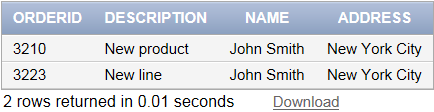 ORDERID DESCRIPTION NAME ADDRESS
3210 New product John Smith New York City
3223 New line John Smith New York City
2 rows returned in 0.01 seconds Download